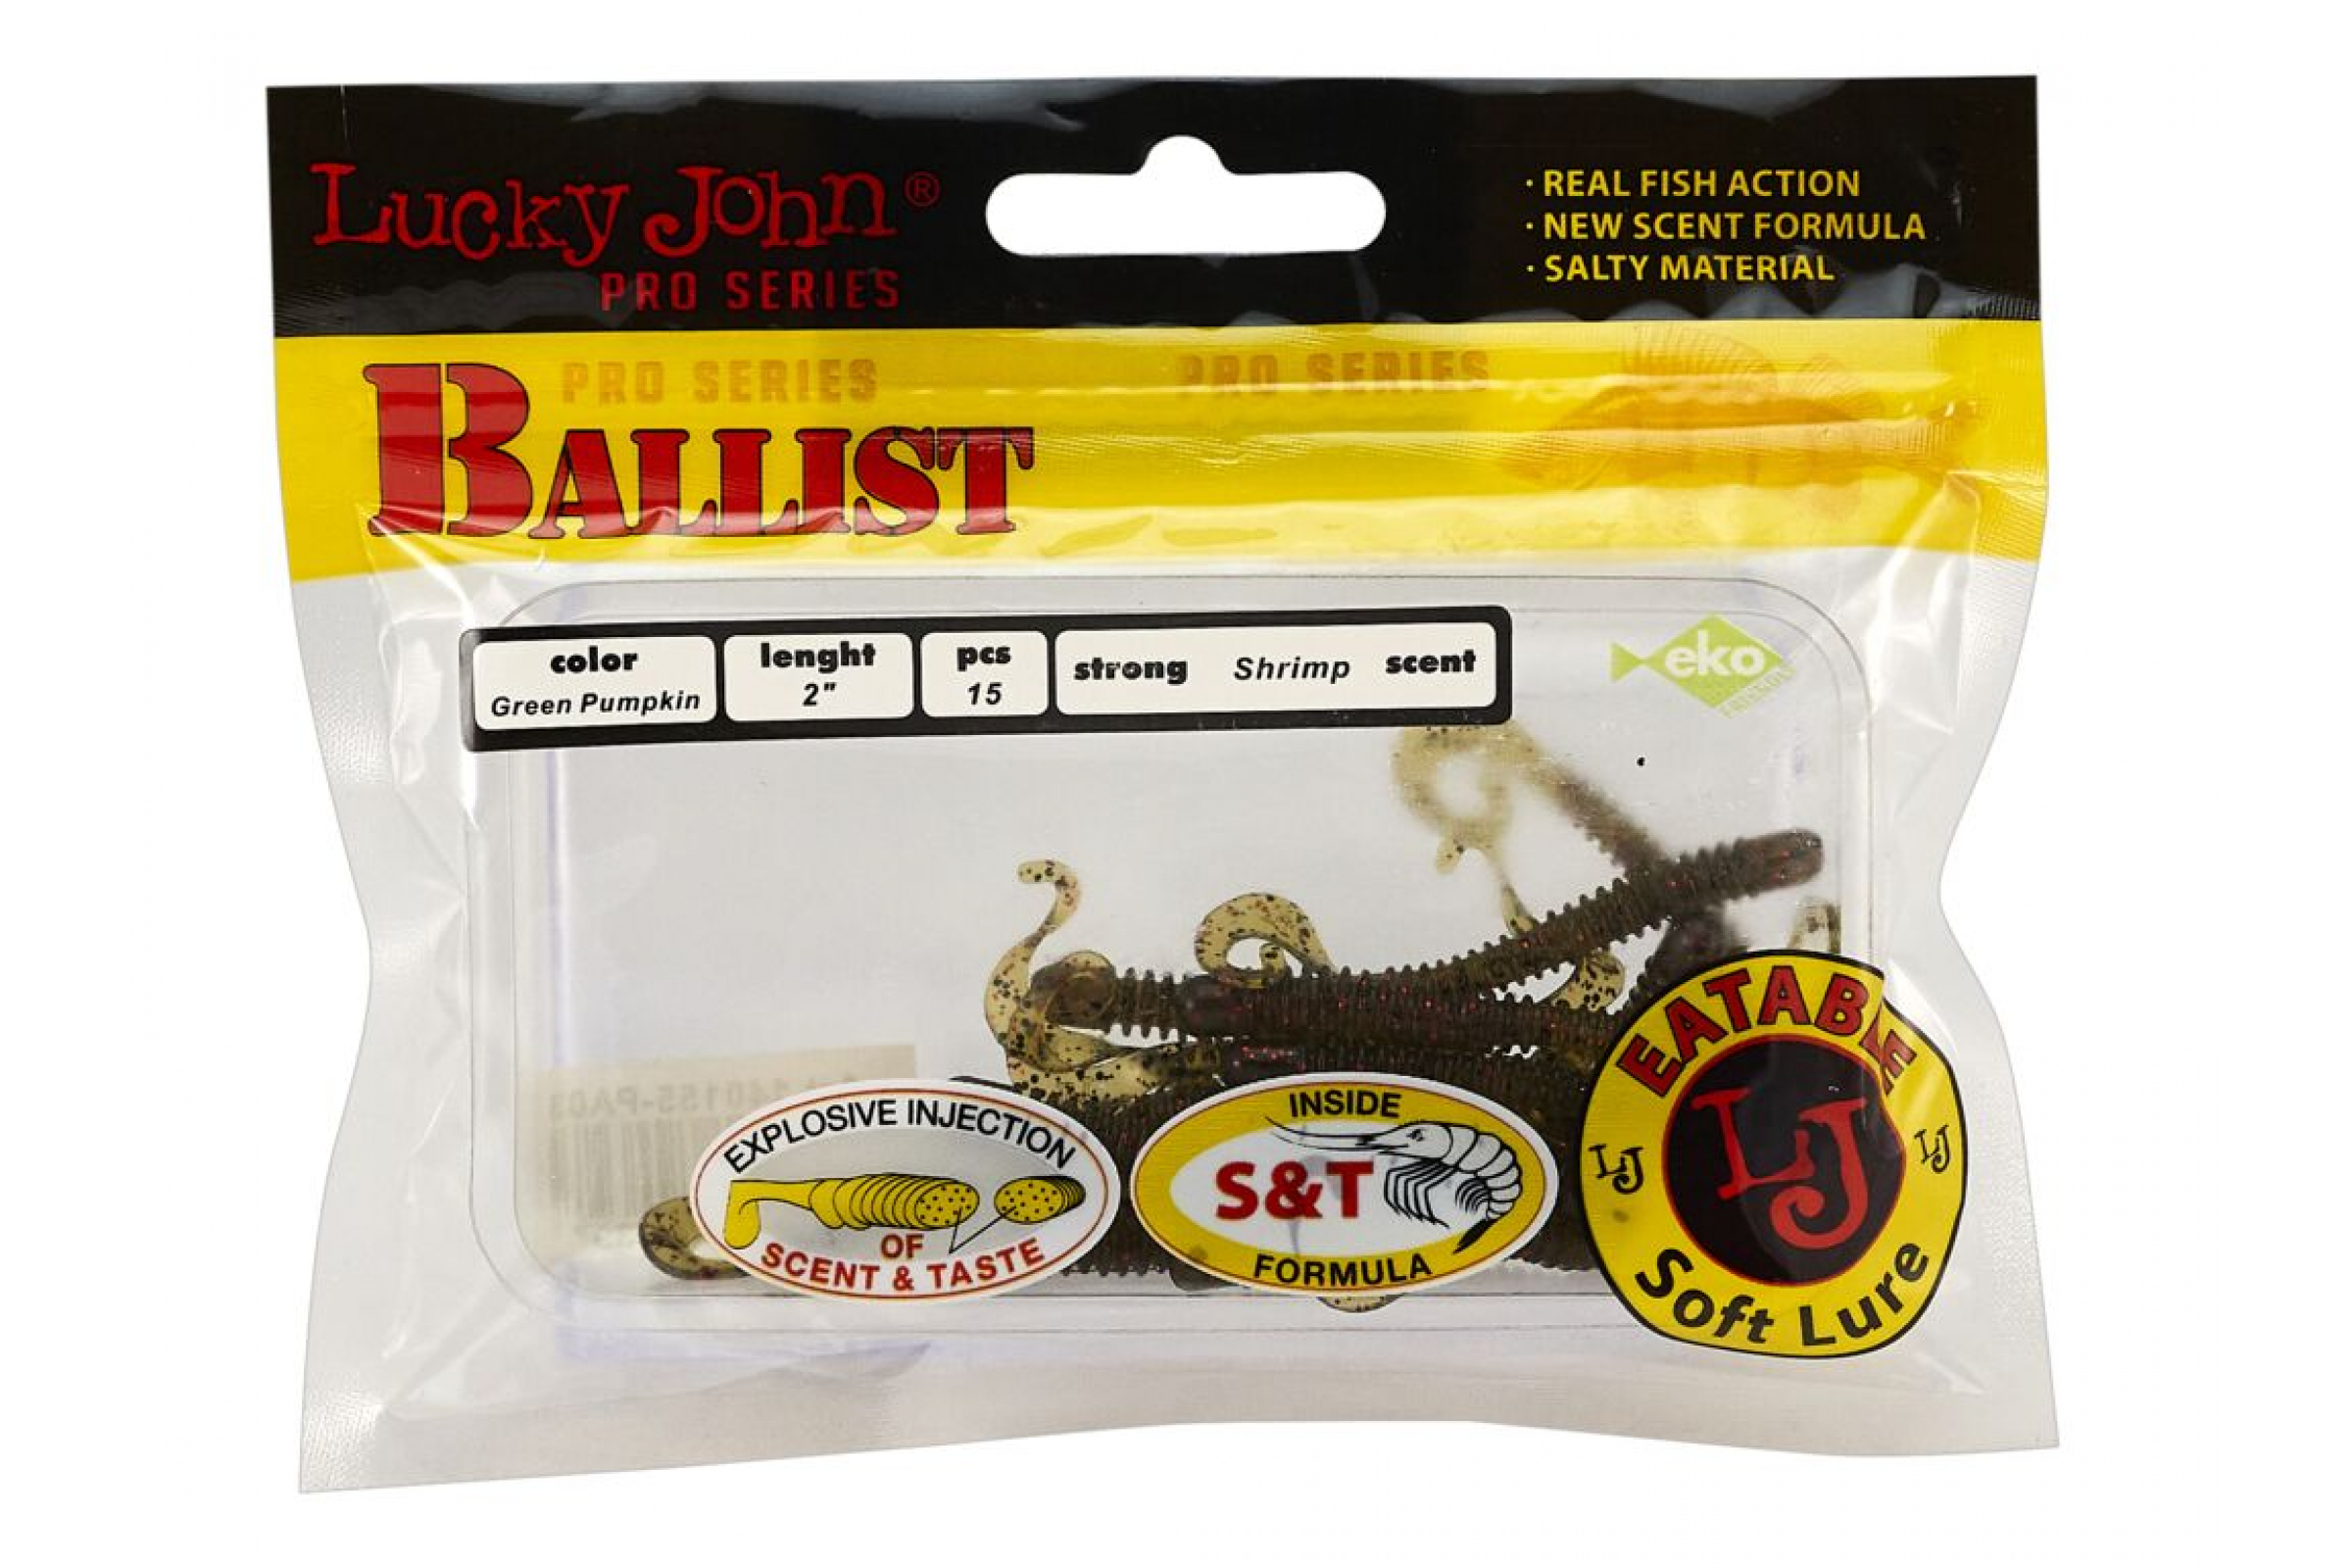 Lucky John®
PRO SERIES
· REAL FISH ACTION
· NEW SCENT FORMULA
· SALTY MATERIAL
PRO SERIES
PRO SERIES
BALLIST
color
Green Pumpkin
lenght
2"
pcs
15
strong Shrimp scent
eko
EXPLOSIVE INJECTION
OF
SCENT & TASTE
INSIDE
S&T
FORMULA
EATABLE
LJ
LJ
LJ
Soft Lure